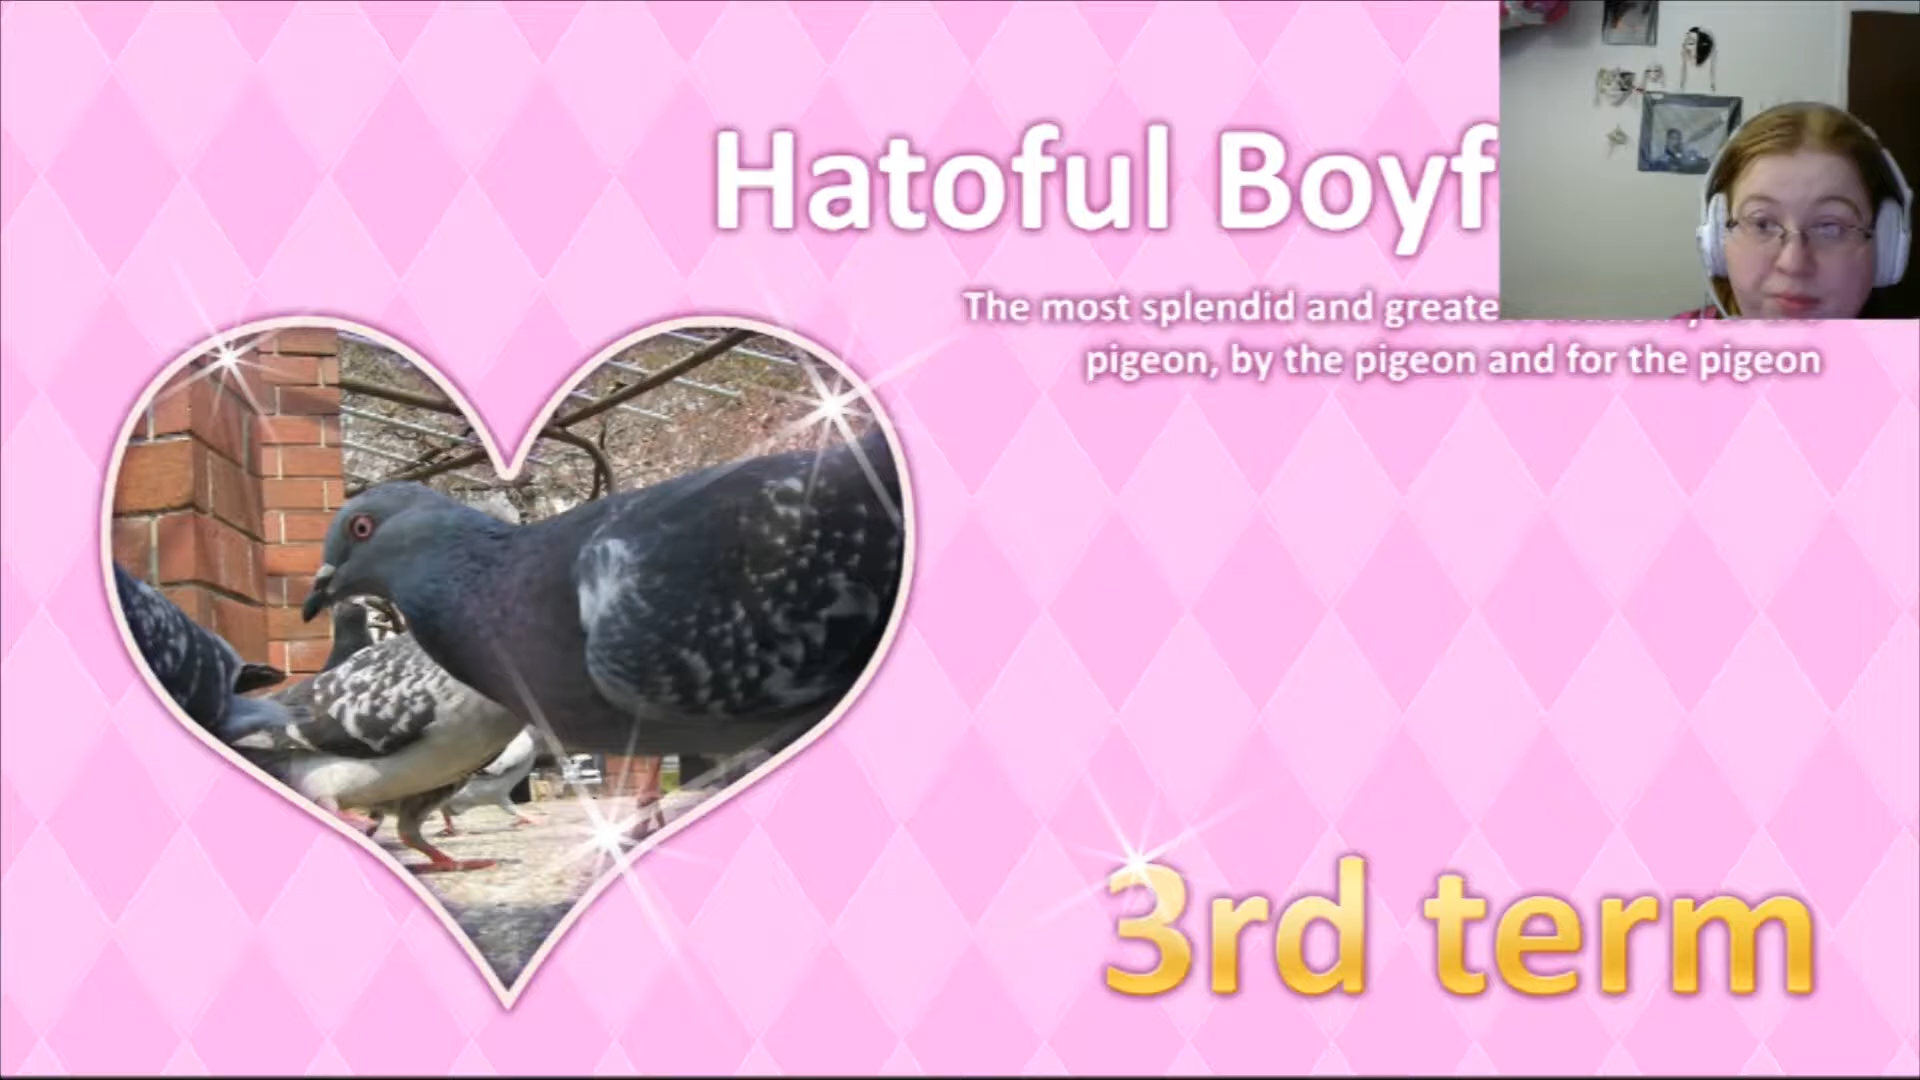 Hatoful Boyf
The most splendid and greate
pigeon, by the pigeon and for the pigeon
3rd term